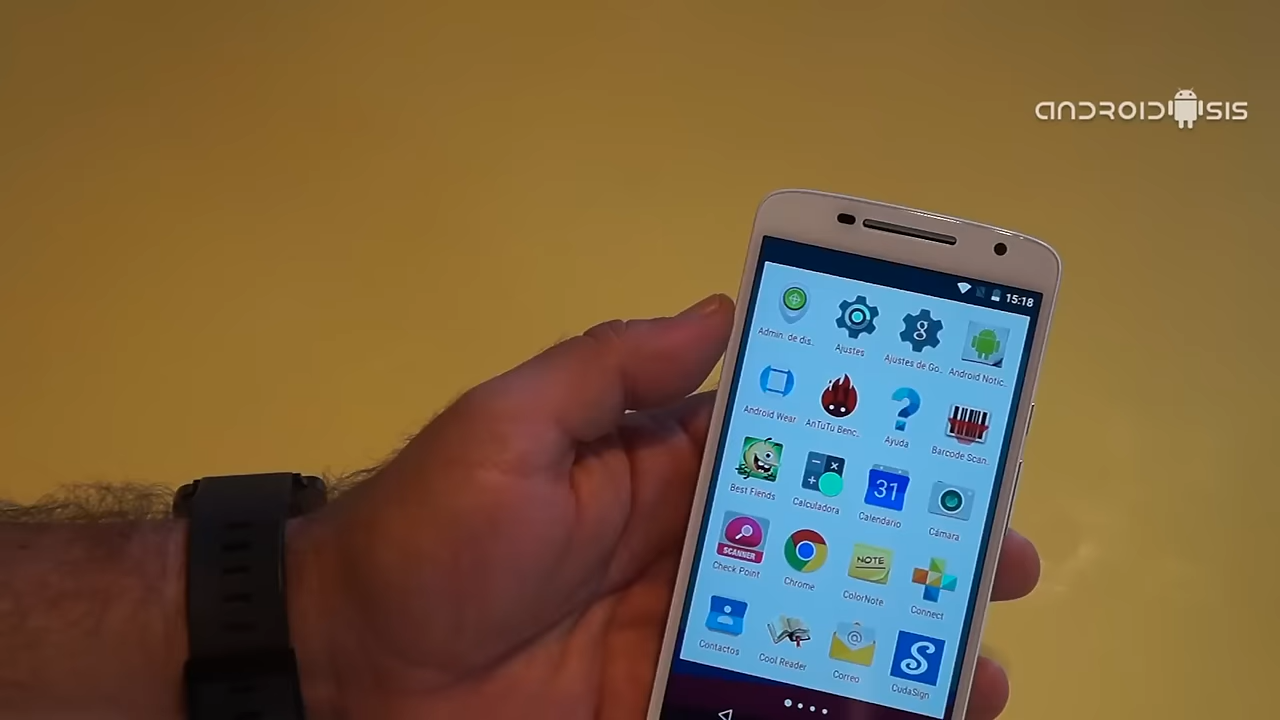 ANDROIDSIS
15:18
Admin. de dis..
Ajustes
Ajustes de Go..
Android Notic..
Android Wear
AnTuTu Benc..
Ayuda
Barcode Scan..
Best Fiends
Calculadora
31
Calendario
Cámara
SCANNER
Check Point
Chrome
NOTE
ColorNote
Connect
Contactos
Cool Reader
Correo
CudaSign